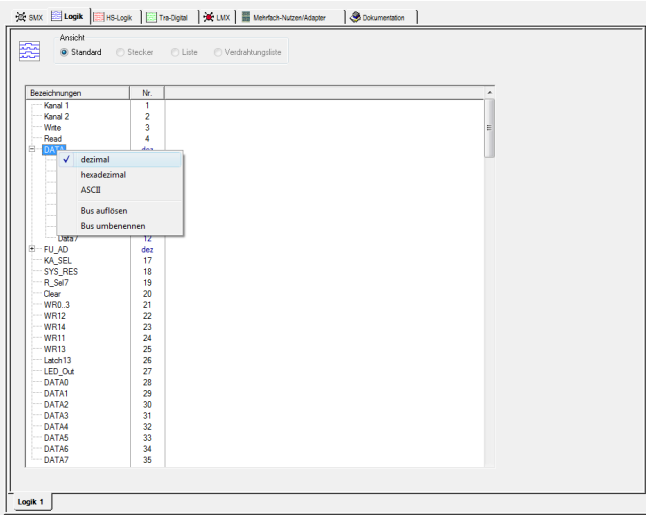 SMX Logik HS-Logik Tra-Digital LMX Mehrfach-Nutzen/Adapter Dokumentation
Ansicht
Standard Stecker Liste Verdrahtungsliste
Bezeichnungen Nr.
Kanal 1 1
Kanal 2 2
Write 3
Read 4
DATA dez
dezimal
hexadezimal
ASCII
Bus auflösen
Bus umbenennen
Data7 12
FU_AD dez
KA_SEL 17
SYS_RES 18
R_Sel7 19
Clear 20
WR0..3 21
WR12 22
WR14 23
WR11 24
WR13 25
Latch13 26
LED_Out 27
DATA0 28
DATA1 29
DATA2 30
DATA3 31
DATA4 32
DATA5 33
DATA6 34
DATA7 35
Logik 1